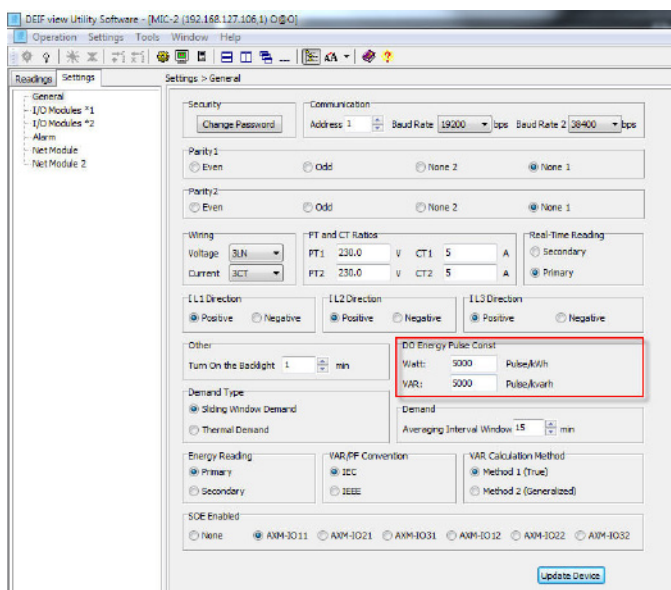 DEIF view Utility Software - [MIC-2 (192.168.127.106,1) O@O]
Operation Settings Tools Window Help
Readings Settings
Settings > General
General
I/O Modules *1
I/O Modules *2
Alarm
Net Module
Net Module 2
Security
Communication
Change Password
Address 1 Baud Rate 19200 bps Baud Rate 2 38400 bps
Parity1
Even Odd None 2 None 1
Parity2
Even Odd None 2 None 1
Wiring
PT and CT Ratios
Real-Time Reading
Voltage 3LN PT1 230.0 V CT1 5 A Secondary
Current 3CT PT2 230.0 V CT2 5 A Primary
I L1 Direction I L2 Direction I L3 Direction
Positive Negative Positive Negative Positive Negative
Other
DO Energy Pulse Const
Turn On the Backlight 1 min
Watt: 5000 Pulse/kWh
VAR: 5000 Pulse/kvarh
Demand Type
Sliding Window Demand
Thermal Demand
Demand
Averaging Interval Window 15 min
Energy Reading VAR/PF Convention VAR Calculation Method
Primary IEC Method 1 (True)
Secondary IEEE Method 2 (Generalized)
SOE Enabled
None AXM-IO11 AXM-IO21 AXM-IO31 AXM-IO12 AXM-IO22 AXM-IO32
Update Device